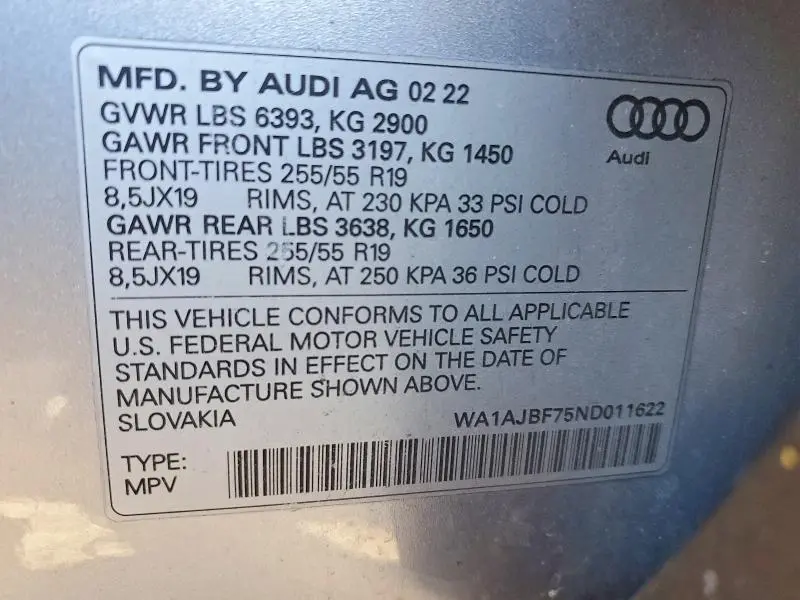 MFD. BY AUDI AG 02 22
GVWR LBS 6393, KG 2900
GAWR FRONT LBS 3197, KG 1450
FRONT-TIRES 255/55 R19
8,5JX19 RIMS, AT 230 KPA 33 PSI COLD
GAWR REAR LBS 3638, KG 1650
REAR-TIRES 255/55 R19
8,5JX19 RIMS, AT 250 KPA 36 PSI COLD
Audi
THIS VEHICLE CONFORMS TO ALL APPLICABLE
U.S. FEDERAL MOTOR VEHICLE SAFETY
STANDARDS IN EFFECT ON THE DATE OF
MANUFACTURE SHOWN ABOVE.
SLOVAKIA WA1AJBF75ND011622
TYPE:
MPV